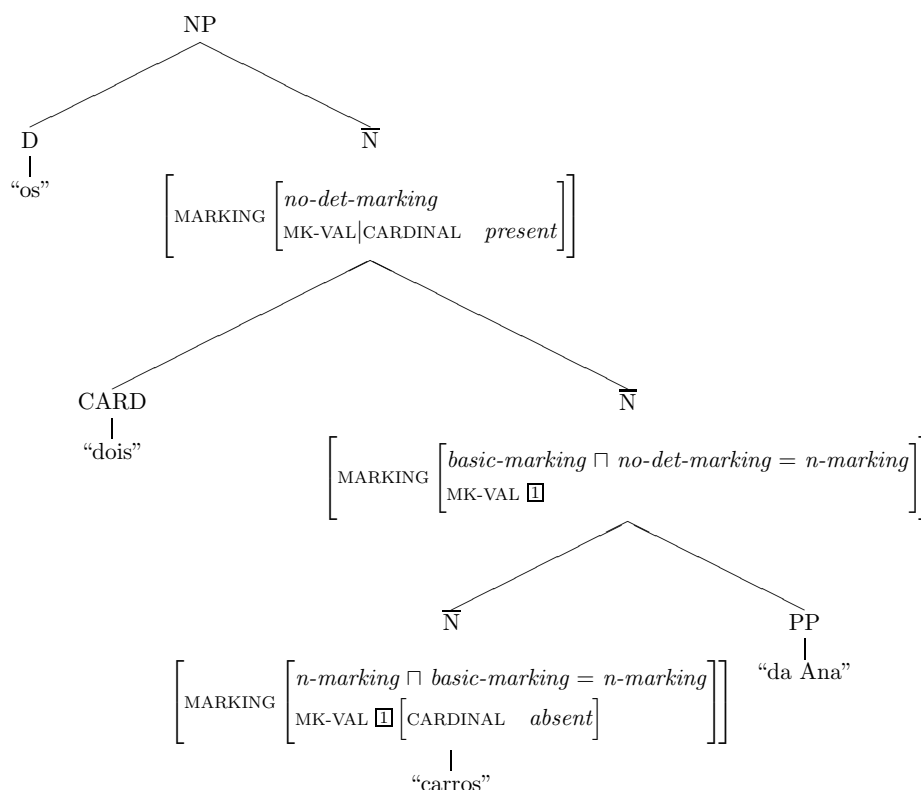 NP
D N̅
“os”
[MARKING [no-det-marking
MK-VAL|CARDINAL present]]
CARD N̅
“dois”
[MARKING [basic-marking ⊓ no-det-marking = n-marking
MK-VAL 1]]
N̅ PP
“da Ana”
[MARKING [n-marking ⊓ basic-marking = n-marking
MK-VAL 1 [CARDINAL absent]]]
“carros”